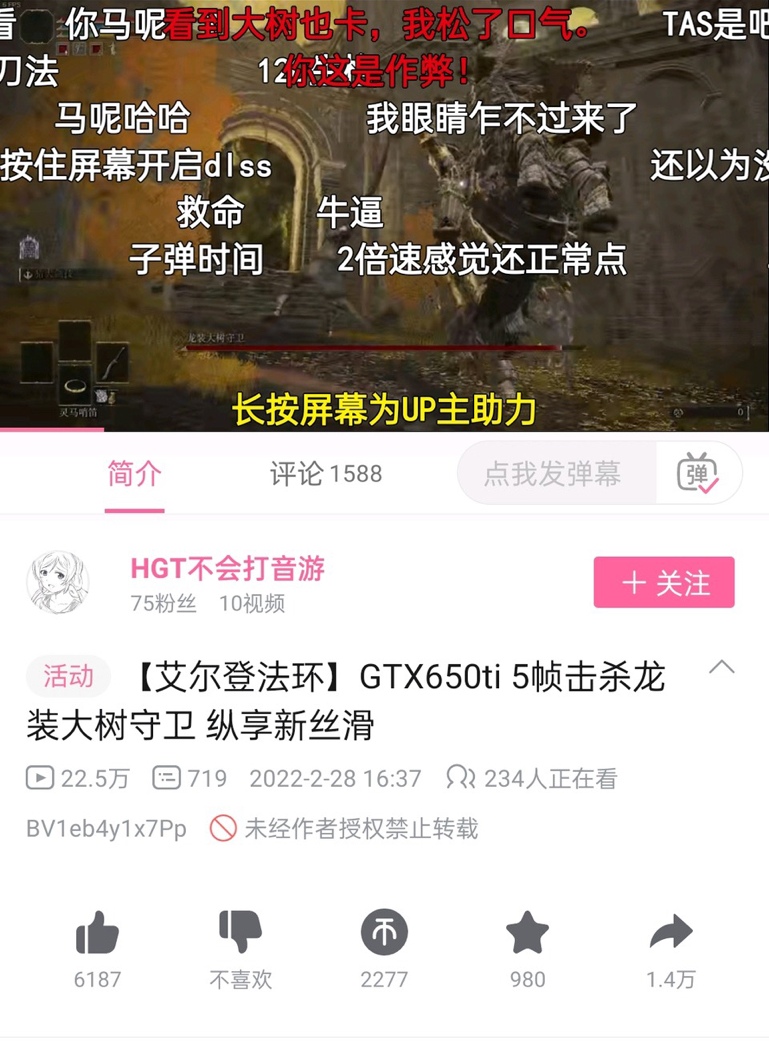 看
你马呢
看到大树也卡，我松了口气。
TAS是吧
刀法
你这是作弊！
马呢哈哈
我眼睛乍不过来了
按住屏幕开启dlss
还以为没
救命
牛逼
子弹时间
2倍速感觉还正常点
龙装大树守卫
灵马哨笛
0
长按屏幕为UP主助力
简介
评论 1588
点我发弹幕
弹
HGT不会打音游
75粉丝 10视频
＋ 关注
活动 【艾尔登法环】GTX650ti 5帧击杀龙
装大树守卫 纵享新丝滑
22.5万 719 2022-2-28 16:37 234人正在看
BV1eb4y1x7Pp 未经作者授权禁止转载
6187 不喜欢 2277 980 1.4万